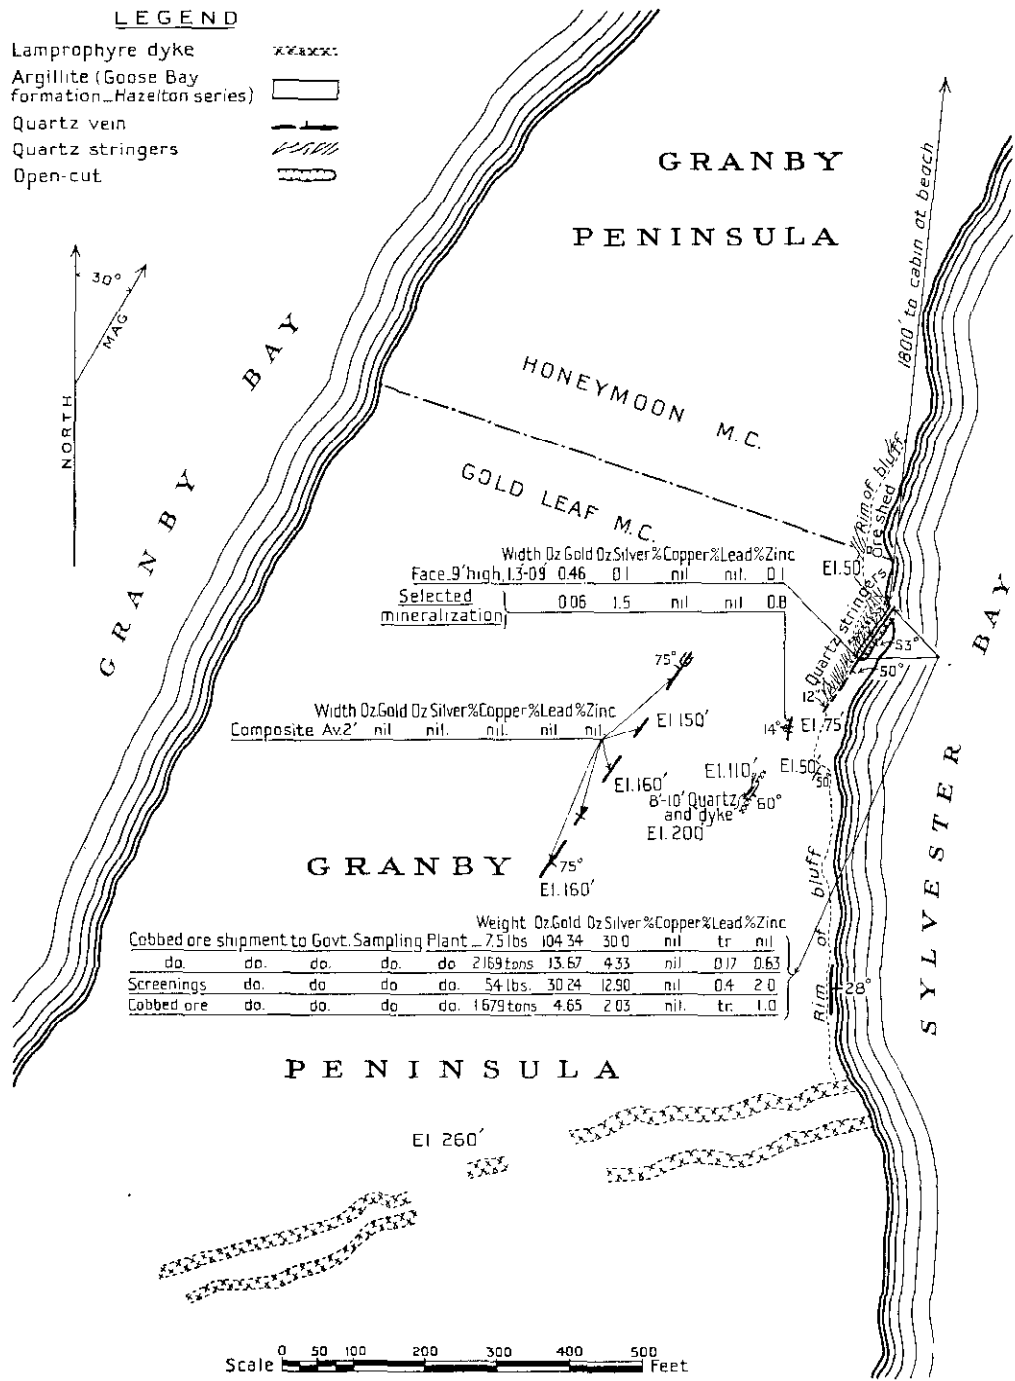 LEGEND
Lamprophyre dyke
Argillite (Goose Bay
formation_Hazelton series)
Quartz vein
Quartz stringers
Open-cut
NORTH
30°
MAG
GRANBY BAY
GRANBY
PENINSULA
1800' to cabin at beach
HONEYMOON M.C.
GOLD LEAF M.C.
Rim of bluff
Ore shed
El.50'
Quartz stringers
Width Oz Gold Oz Silver %Copper %Lead %Zinc
Face_9' high, 1.3'-0.9' 0.46 0.1 nil nil. 0.1
Selected
mineralization 0.06 1.5 nil nil 0.8
53°
50°
12°
75°
Width Oz.Gold Oz Silver %Copper %Lead %Zinc
Composite Av.2' nil nil. nil. nil nil.
El 150'
14°
El.75'
El.160'
El.110'
El.50'
50°
8'-10' Quartz
and dyke
60°
El.200'
GRANBY
75°
El.160'
SYLVESTER BAY
Weight Oz.Gold Oz Silver %Copper %Lead %Zinc
Cobbed ore shipment to Govt. Sampling Plant _ 7.5 lbs 104.34 30.0 nil tr nil
do. do. do. do. do 2.169 tons 13.67 4.33 nil 0.17 0.63
Screenings do. do. do. do. 54 lbs. 30.24 12.90 nil 0.4 2.0
Cobbed ore do. do. do. do. 1.679 tons 4.65 2.03 nil. tr. 1.0
Rim of bluff
28°
PENINSULA
El 260'
Scale 0 50 100 200 300 400 500 Feet